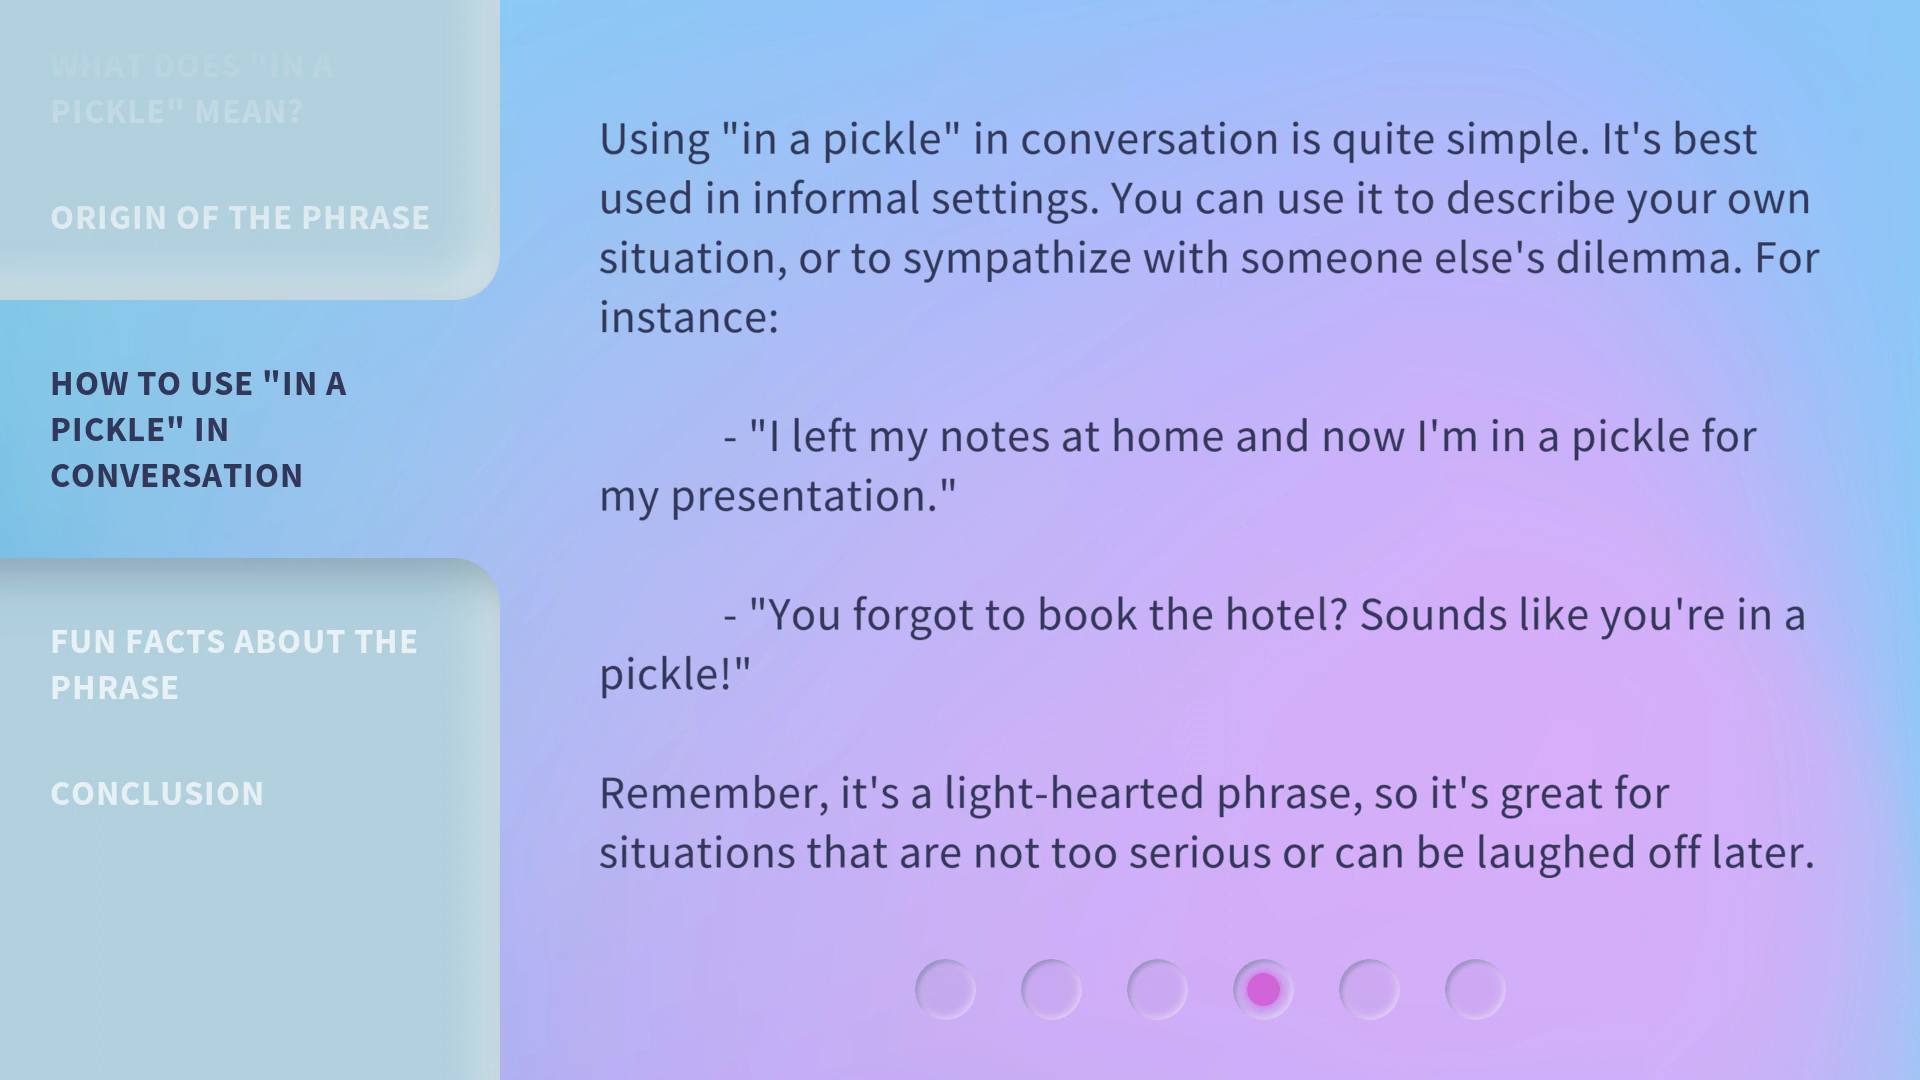 WHAT DOES "IN A
PICKLE" MEAN?
ORIGIN OF THE PHRASE
HOW TO USE "IN A
PICKLE" IN
CONVERSATION
FUN FACTS ABOUT THE
PHRASE
CONCLUSION
Using "in a pickle" in conversation is quite simple. It's best
used in informal settings. You can use it to describe your own
situation, or to sympathize with someone else's dilemma. For
instance:
- "I left my notes at home and now I'm in a pickle for
my presentation."
- "You forgot to book the hotel? Sounds like you're in a
pickle!"
Remember, it's a light-hearted phrase, so it's great for
situations that are not too serious or can be laughed off later.